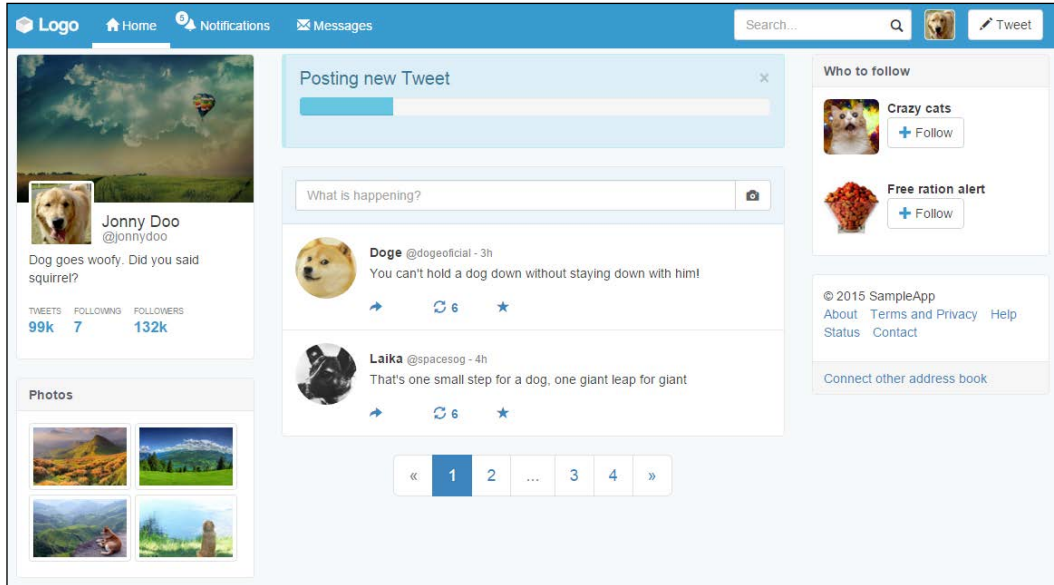 Logo Home 5 Notifications Messages Search... Tweet
Jonny Doo
@jonnydoo
Dog goes woofy. Did you said
squirrel?
TWEETS FOLLOWING FOLLOWERS
99k 7 132k
Photos
Posting new Tweet ×
What is happening?
Doge @dogeoficial - 3h
You can't hold a dog down without staying down with him!
6
Laika @spacesog - 4h
That's one small step for a dog, one giant leap for giant
6
« 1 2 ... 3 4 »
Who to follow
Crazy cats
Follow
Free ration alert
Follow
© 2015 SampleApp
About Terms and Privacy Help
Status Contact
Connect other address book